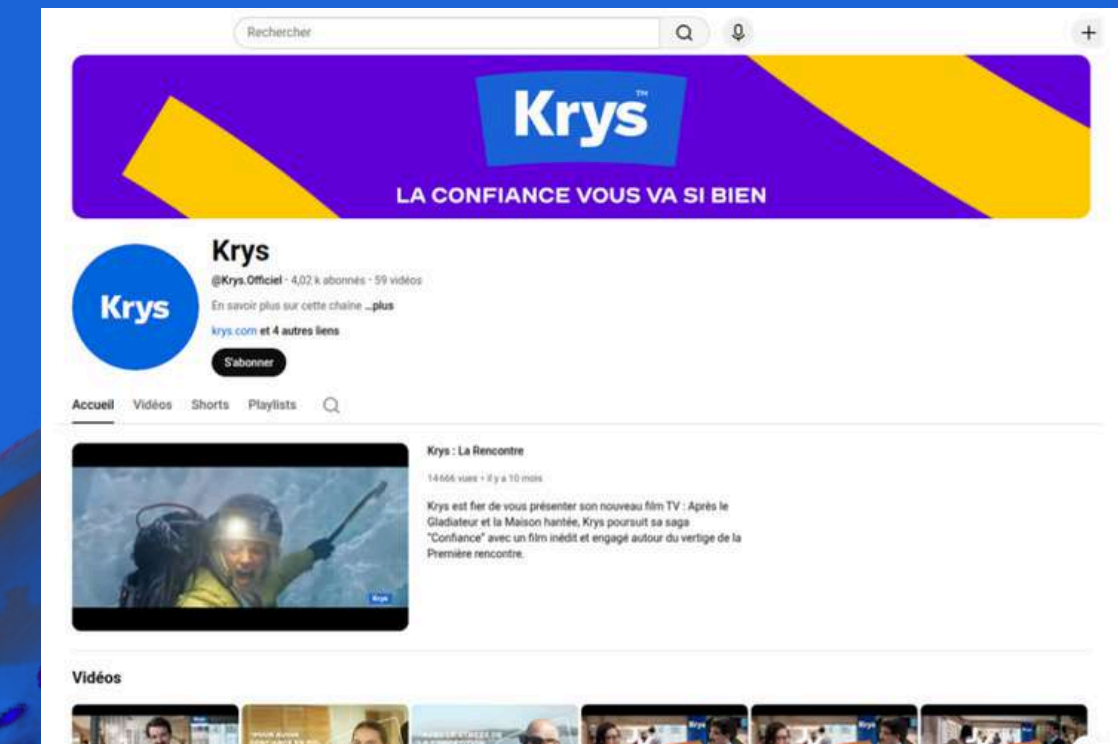 Rechercher
Krys™
LA CONFIANCE VOUS VA SI BIEN
Krys
Krys
@Krys.Officiel · 4,02 k abonnés · 59 vidéos
En savoir plus sur cette chaîne ...plus
krys.com et 4 autres liens
S'abonner
Accueil Vidéos Shorts Playlists
Krys : La Rencontre
14 666 vues • il y a 10 mois
Krys est fier de vous présenter son nouveau film TV : Après le
Gladiateur et la Maison hantée, Krys poursuit sa saga
"Confiance" avec un film inédit et engagé autour du vertige de la
Première rencontre.
Krys
Vidéos
Krys
Krys